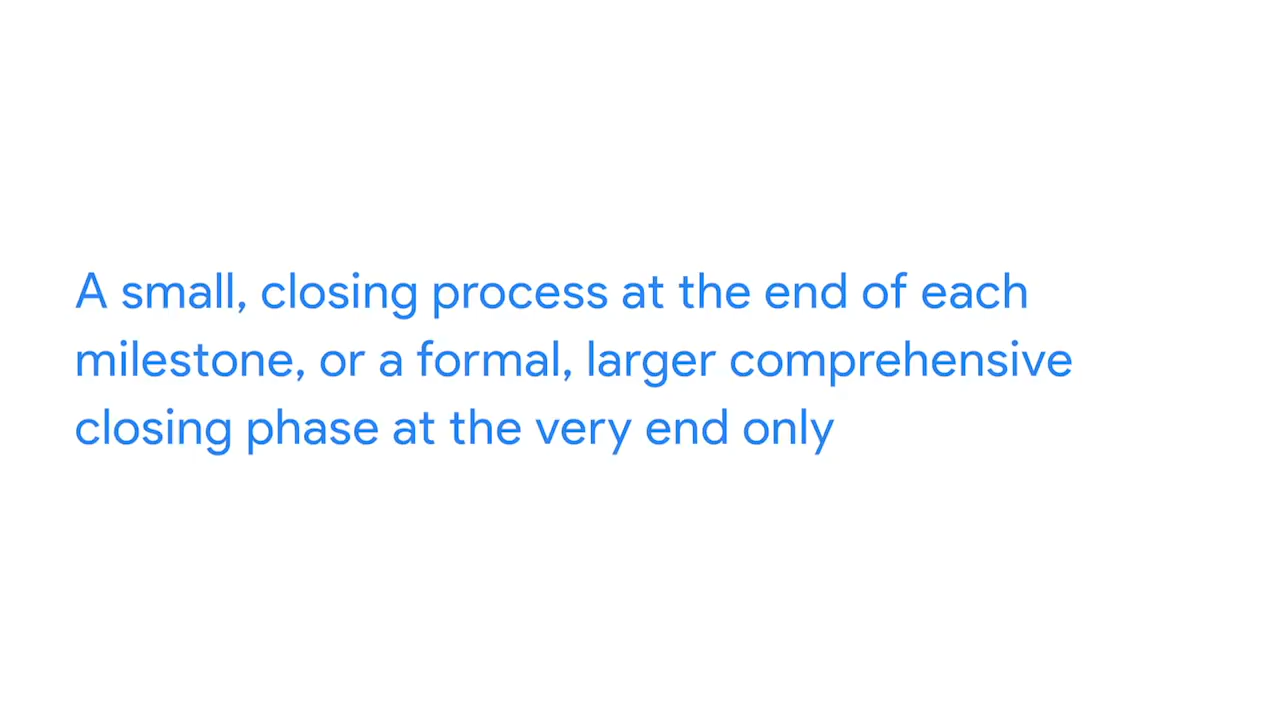 A small, closing process at the end of each
milestone, or a formal, larger comprehensive
closing phase at the very end only